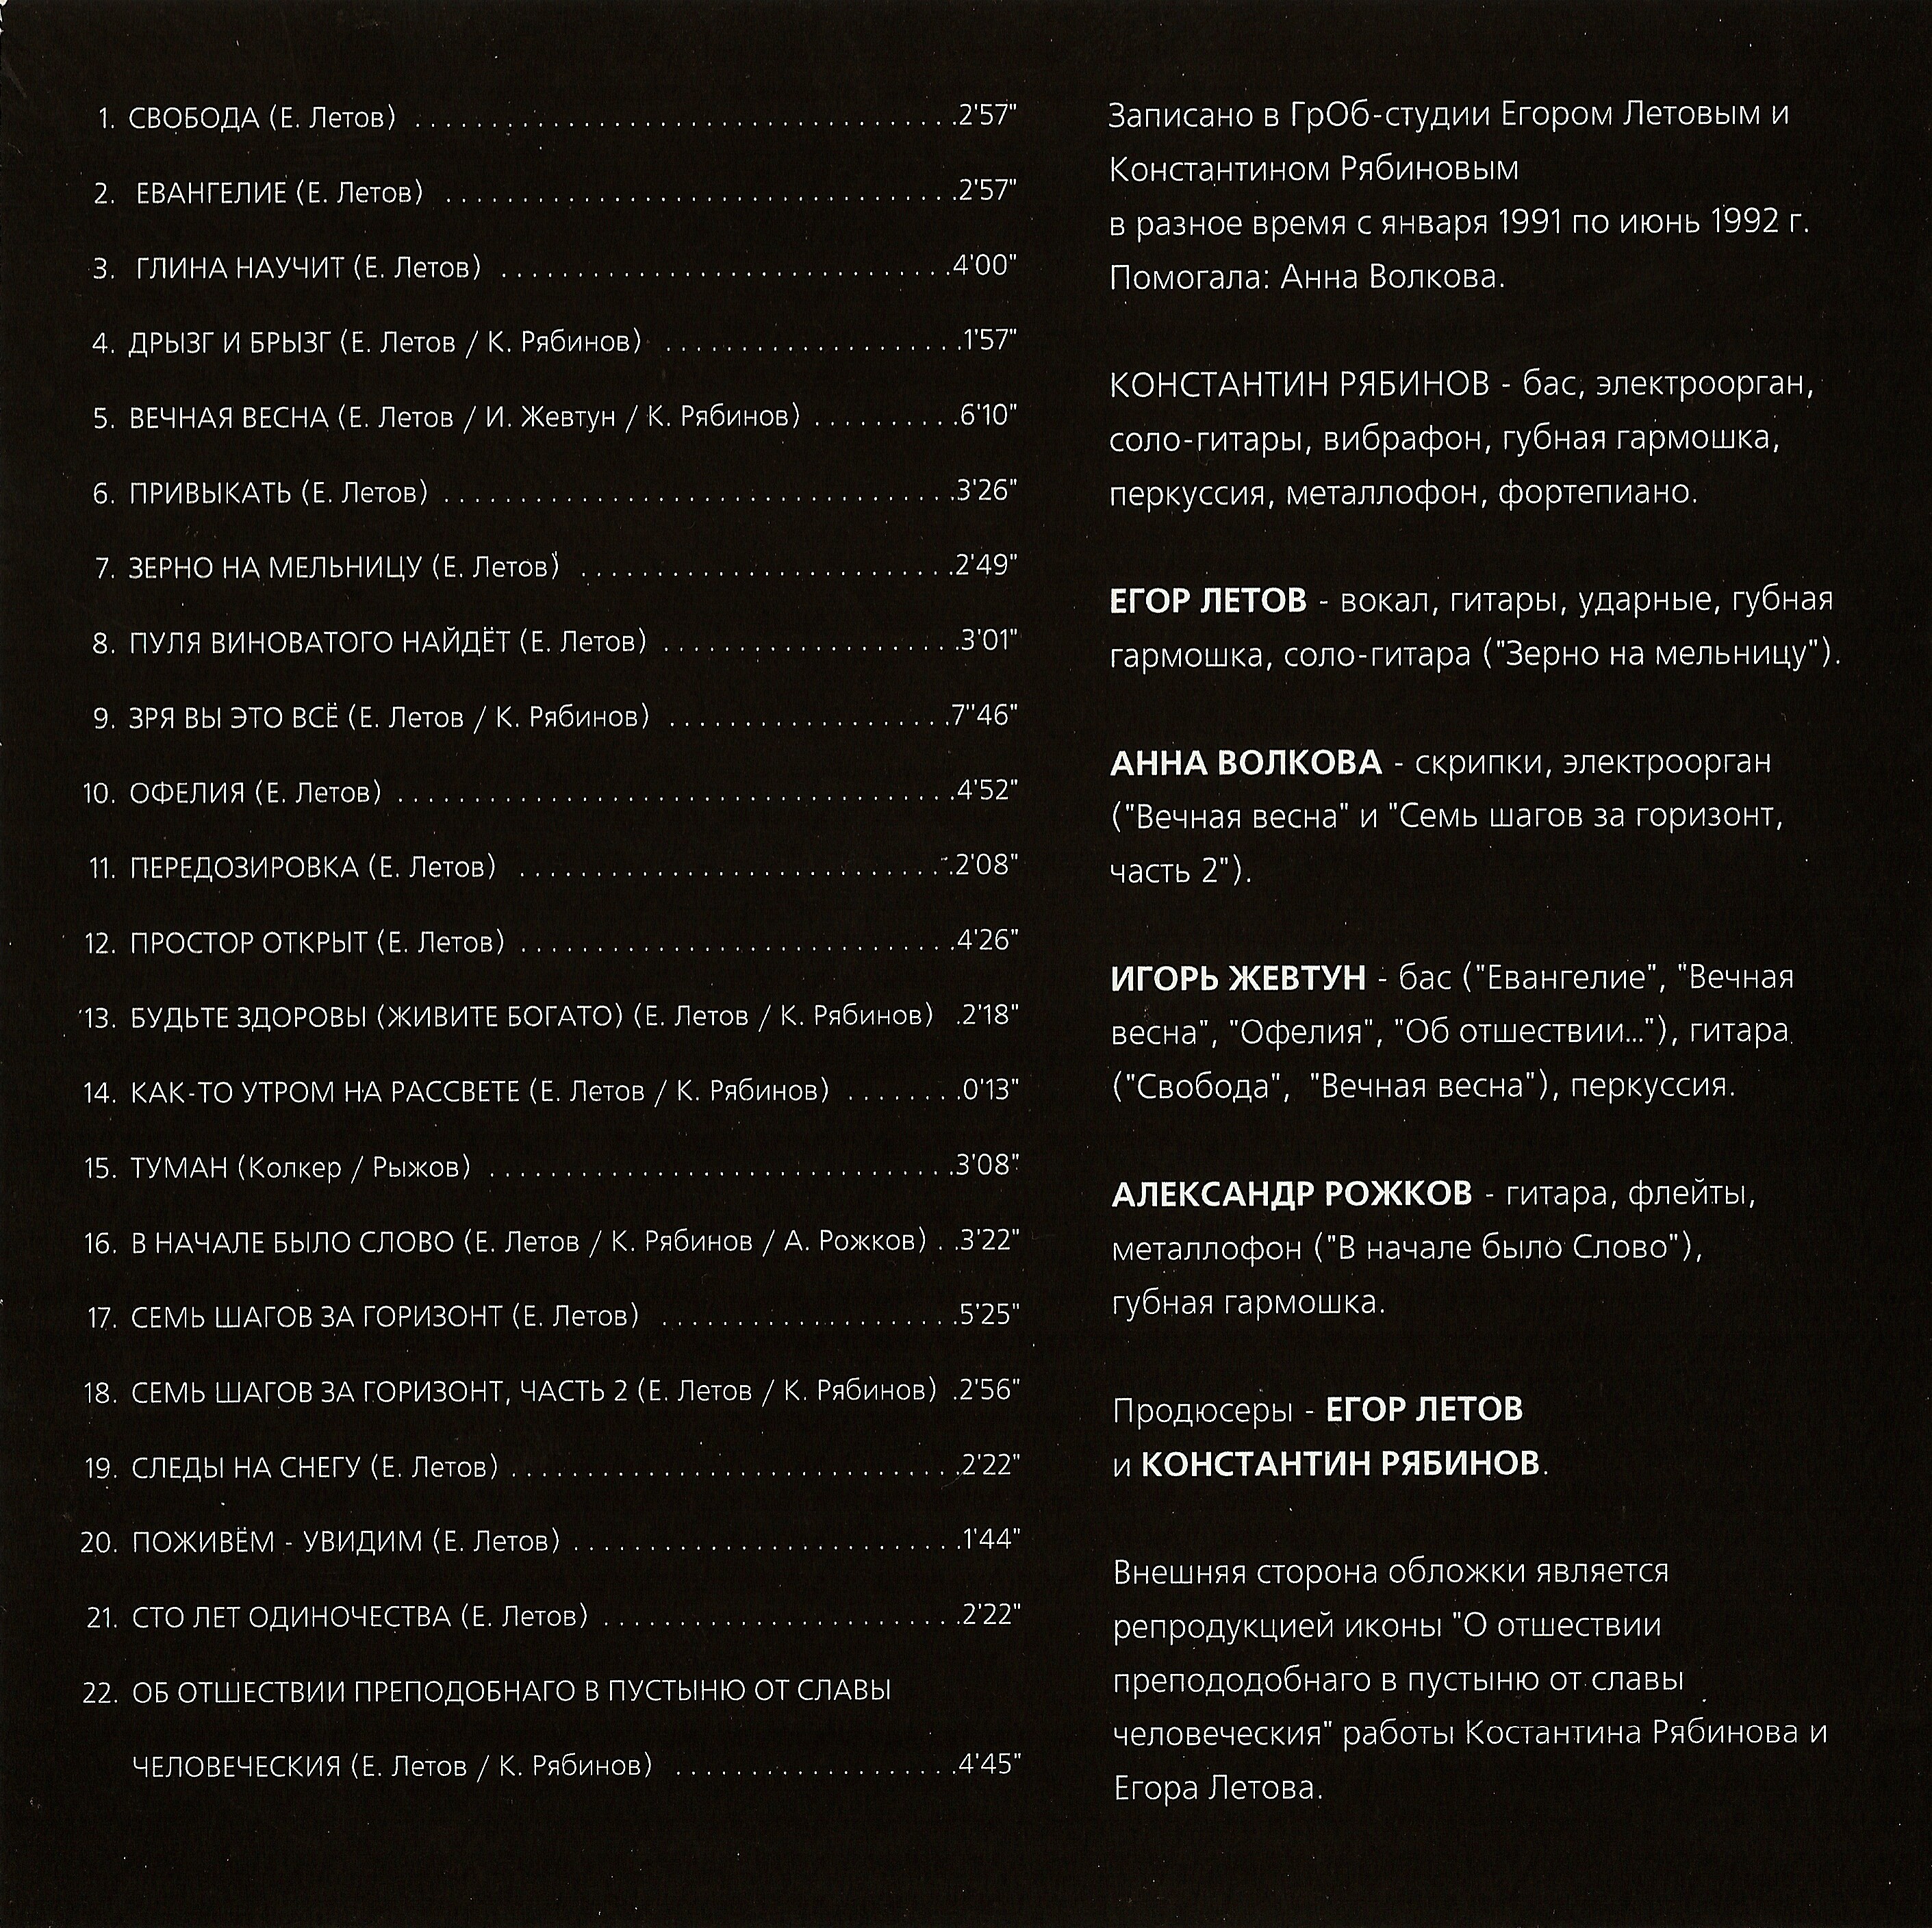 1. СВОБОДА (Е. Летов) .....................................2'57"
2. ЕВАНГЕЛИЕ (Е. Летов) ...................................2'57"
3. ГЛИНА НАУЧИТ (Е. Летов) ..............................4'00"
4. ДРЫЗГ И БРЫЗГ (Е. Летов / К. Рябинов) ....................1'57"
5. ВЕЧНАЯ ВЕСНА (Е. Летов / И. Жевтун / К. Рябинов) ..........6'10"
6. ПРИВЫКАТЬ (Е. Летов) ...................................3'26"
7. ЗЕРНО НА МЕЛЬНИЦУ (Е. Летов) .........................2'49"
8. ПУЛЯ ВИНОВАТОГО НАЙДЁТ (Е. Летов) ....................3'01"
9. ЗРЯ ВЫ ЭТО ВСЁ (Е. Летов / К. Рябинов) ...................7''46"
10. ОФЕЛИЯ (Е. Летов) ......................................4'52"
11. ПЕРЕДОЗИРОВКА (Е. Летов) .............................2'08"
12. ПРОСТОР ОТКРЫТ (Е. Летов) .............................4'26"
13. БУДЬТЕ ЗДОРОВЫ (ЖИВИТЕ БОГАТО) (Е. Летов / К. Рябинов) .2'18"
14. КАК-ТО УТРОМ НА РАССВЕТЕ (Е. Летов / К. Рябинов) ........0'13"
15. ТУМАН (Колкер / Рыжов) ...............................3'08"
16. В НАЧАЛЕ БЫЛО СЛОВО (Е. Летов / К. Рябинов / А. Рожков) ..3'22"
17. СЕМЬ ШАГОВ ЗА ГОРИЗОНТ (Е. Летов) ....................5'25"
18. СЕМЬ ШАГОВ ЗА ГОРИЗОНТ, ЧАСТЬ 2 (Е. Летов / К. Рябинов) .2'56"
19. СЛЕДЫ НА СНЕГУ (Е. Летов) ..............................2'22"
20. ПОЖИВЁМ - УВИДИМ (Е. Летов) ..........................1'44"
21. СТО ЛЕТ ОДИНОЧЕСТВА (Е. Летов) ........................2'22"
22. ОБ ОТШЕСТВИИ ПРЕПОДОБНАГО В ПУСТЫНЮ ОТ СЛАВЫ
ЧЕЛОВЕЧЕСКИЯ (Е. Летов / К. Рябинов) ...................4'45"
Записано в ГрОб-студии Егором Летовым и
Константином Рябиновым
в разное время с января 1991 по июнь 1992 г.
Помогала: Анна Волкова.
КОНСТАНТИН РЯБИНОВ - бас, электроорган,
соло-гитары, вибрафон, губная гармошка,
перкуссия, металлофон, фортепиано.
ЕГОР ЛЕТОВ - вокал, гитары, ударные, губная
гармошка, соло-гитара ("Зерно на мельницу").
АННА ВОЛКОВА - скрипки, электроорган
("Вечная весна" и "Семь шагов за горизонт,
часть 2").
ИГОРЬ ЖЕВТУН - бас ("Евангелие", "Вечная
весна", "Офелия", "Об отшествии..."), гитара
("Свобода", "Вечная весна"), перкуссия.
АЛЕКСАНДР РОЖКОВ - гитара, флейты,
металлофон ("В начале было Слово"),
губная гармошка.
Продюсеры - ЕГОР ЛЕТОВ
и КОНСТАНТИН РЯБИНОВ.
Внешняя сторона обложки является
репродукцией иконы "О отшествии
препододобнаго в пустыню от славы
человеческия" работы Костантина Рябинова и
Егора Летова.